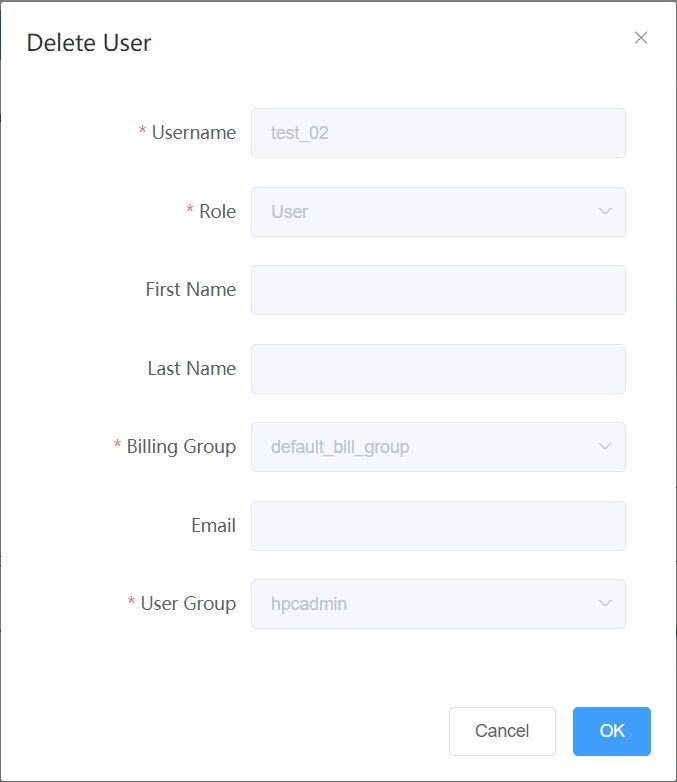 Delete User
* Username test_02
* Role User
First Name
Last Name
* Billing Group default_bill_group
Email
* User Group hpcadmin
Cancel OK